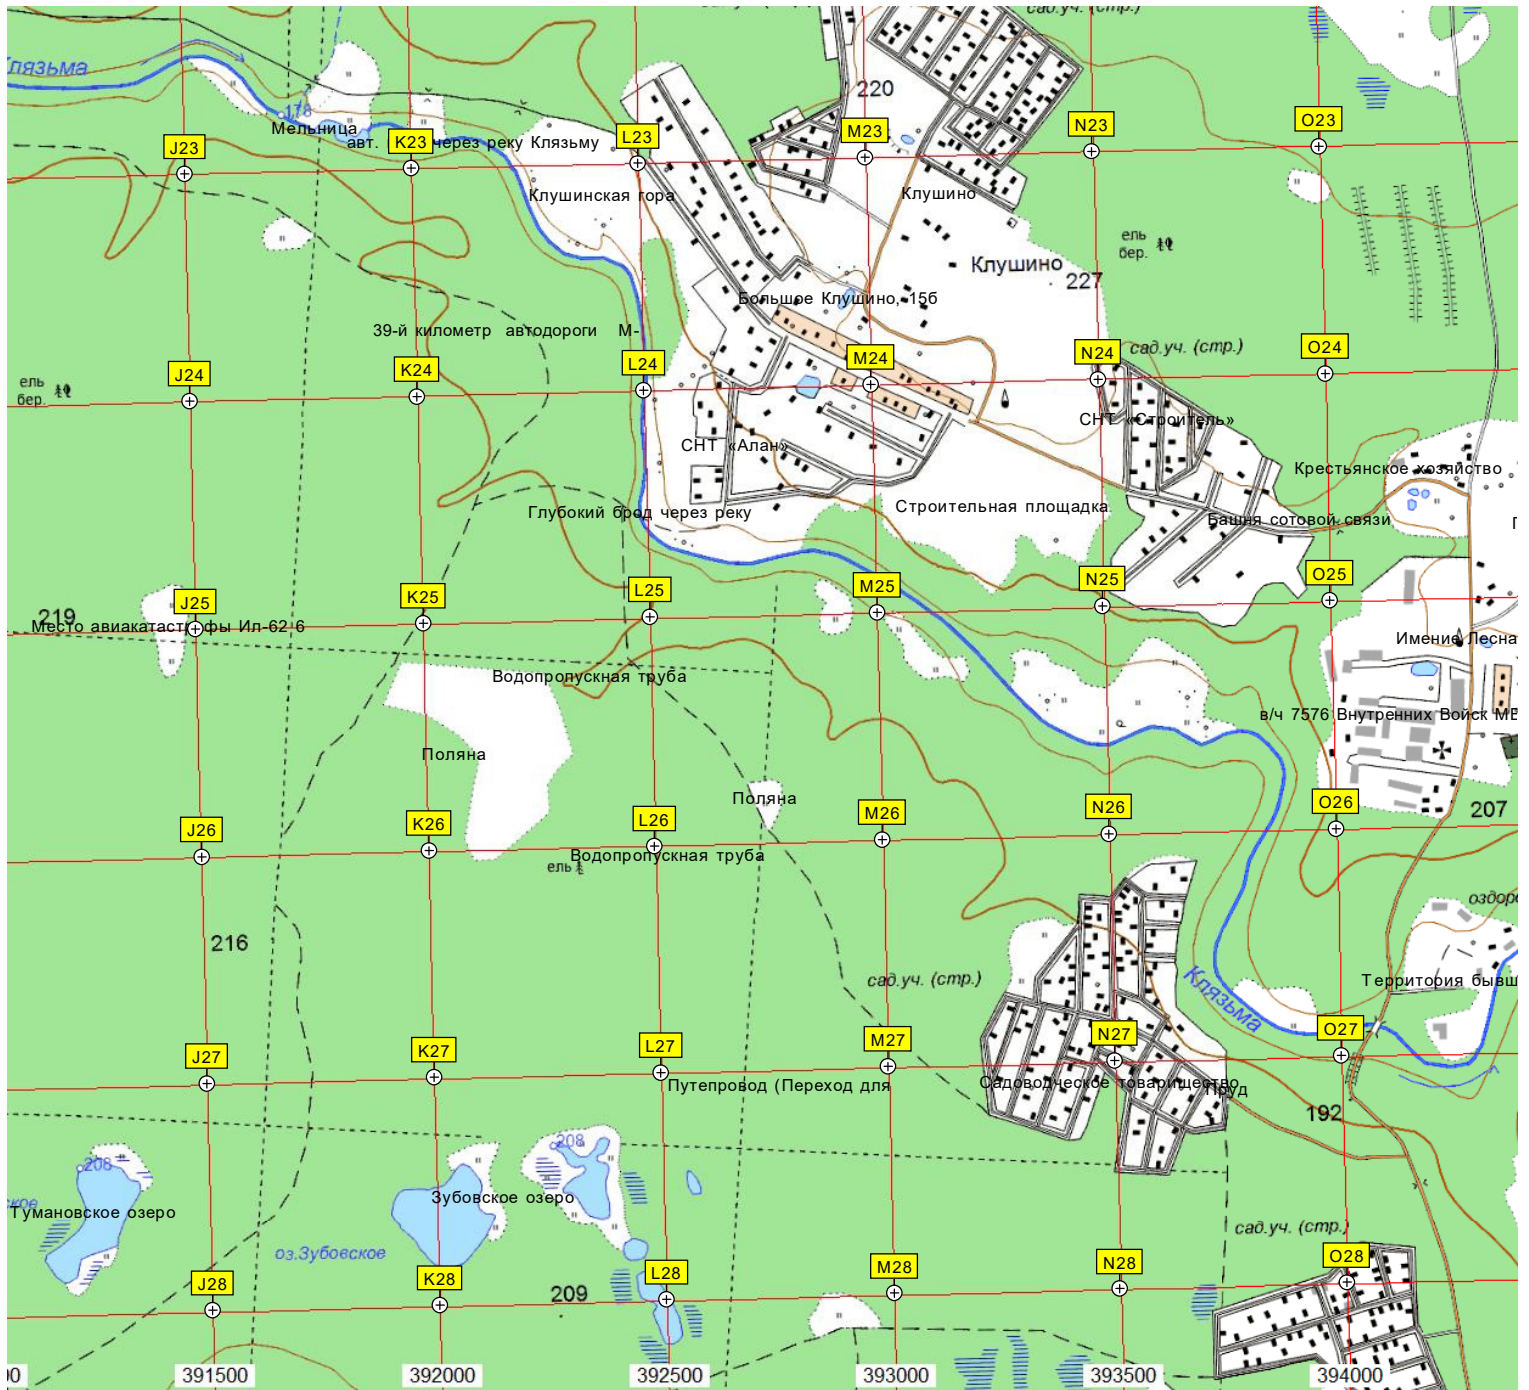 сад.уч. (стр.)
Клязьма
220
178
Мельница
J23
K23
L23
M23
N23
O23
авт.
через реку Клязьму
Клушинская гора
Клушино
ель
бер.
Клушино
227
Большое Клушино, 15б
39-й километр автодороги М-
J24
K24
L24
M24
N24
O24
сад.уч. (стр.)
ель
бер.
СНТ «Строитель»
СНТ «Алан»
Крестьянское хозяйство
Глубокий брод через реку
Строительная площадка
Башня сотовой связи
J25
K25
L25
M25
N25
O25
219
Место авиакатастрофы Ил-62 6
Имение Лесна
Водопропускная труба
в/ч 7576 Внутренних Войск МВ
Поляна
Поляна
J26
K26
L26
M26
N26
O26
207
Водопропускная труба
ель
оздоро
216
сад.уч. (стр.)
Клязьма
Территория бывш
J27
K27
L27
M27
N27
O27
Путепровод (Переход для
Садоводческое товарищество
Пруд
192
208
208
Зубовское озеро
ское
Тумановское озеро
оз.Зубовское
сад.уч. (стр.)
J28
K28
L28
M28
N28
O28
209
00
391500
392000
392500
393000
393500
394000